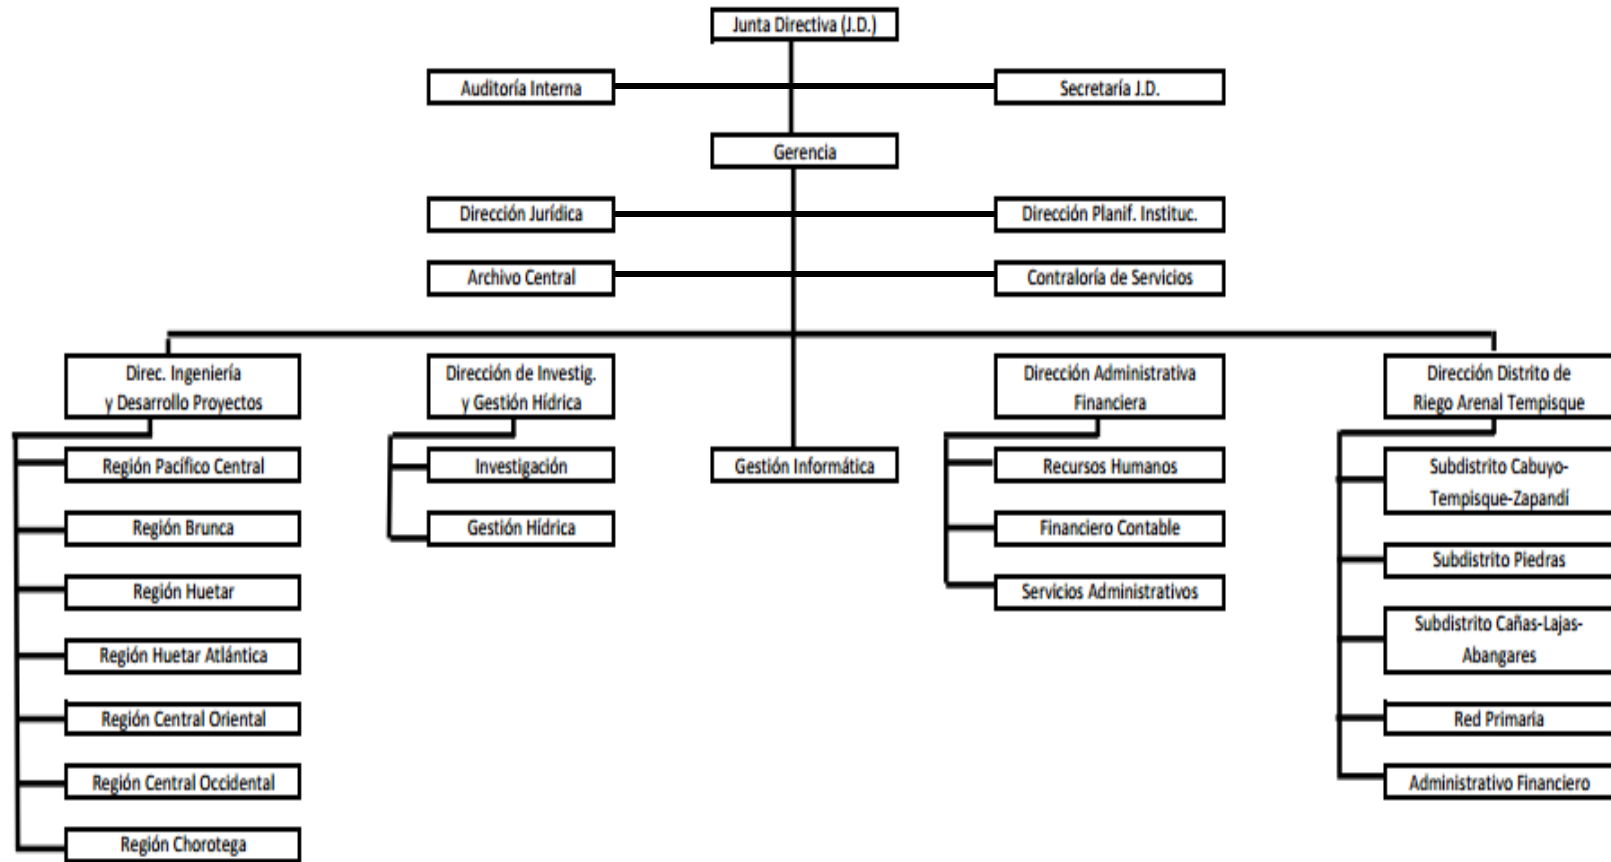 Junta Directiva (J.D.)
Auditoría Interna
Secretaría J.D.
Gerencia
Dirección Jurídica
Dirección Planif. Instituc.
Archivo Central
Contraloría de Servicios
Direc. Ingeniería
y Desarrollo Proyectos
Región Pacífico Central
Región Brunca
Región Huetar
Región Huetar Atlántica
Región Central Oriental
Región Central Occidental
Región Chorotega
Dirección de Investig.
y Gestión Hídrica
Investigación
Gestión Hídrica
Gestión Informática
Dirección Administrativa
Financiera
Recursos Humanos
Financiero Contable
Servicios Administrativos
Dirección Distrito de
Riego Arenal Tempisque
Subdistrito Cabuyo-
Tempisque-Zapandí
Subdistrito Piedras
Subdistrito Cañas-Lajas-
Abangares
Red Primaria
Administrativo Financiero